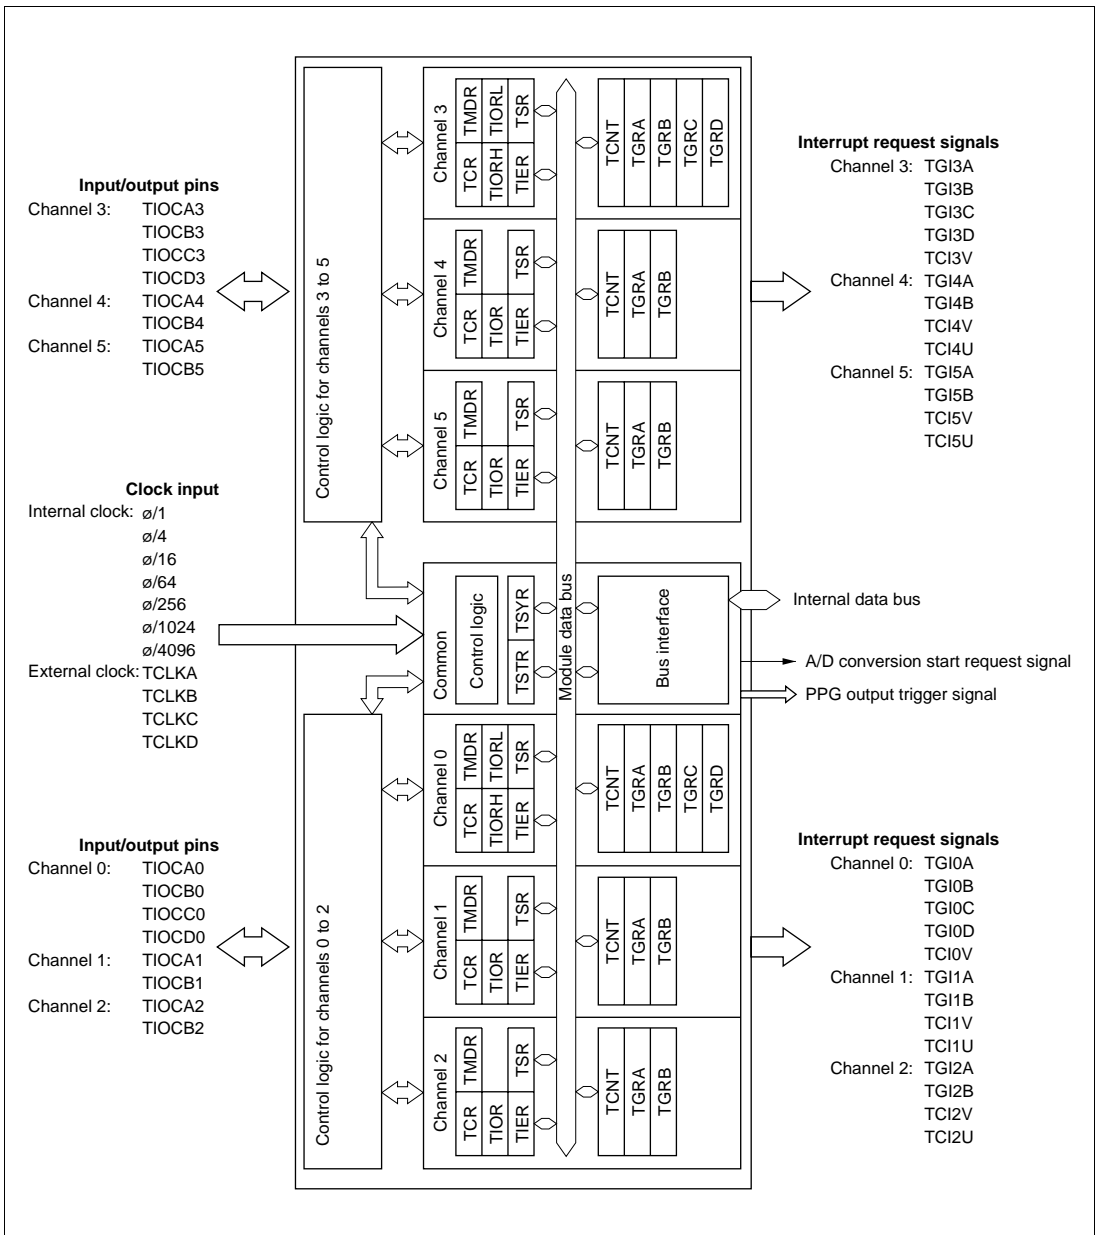 Input/output pins
Channel 3: TIOCA3
TIOCB3
TIOCC3
TIOCD3
Channel 4: TIOCA4
TIOCB4
Channel 5: TIOCA5
TIOCB5
Clock input
Internal clock: ø/1
ø/4
ø/16
ø/64
ø/256
ø/1024
ø/4096
External clock: TCLKA
TCLKB
TCLKC
TCLKD
Input/output pins
Channel 0: TIOCA0
TIOCB0
TIOCC0
TIOCD0
Channel 1: TIOCA1
TIOCB1
Channel 2: TIOCA2
TIOCB2
Control logic for channels 3 to 5
Control logic for channels 0 to 2
Channel 3
TCR TMDR
TIORH TIORL
TIER TSR
TCNT
TGRA
TGRB
TGRC
TGRD
Channel 4
TCR TMDR
TIOR
TIER TSR
TCNT
TGRA
TGRB
Channel 5
TCR TMDR
TIOR
TIER TSR
TCNT
TGRA
TGRB
Common
Control logic
TSTR TSYR
Module data bus
Bus interface
Channel 0
TCR TMDR
TIORH TIORL
TIER TSR
TCNT
TGRA
TGRB
TGRC
TGRD
Channel 1
TCR TMDR
TIOR
TIER TSR
TCNT
TGRA
TGRB
Channel 2
TCR TMDR
TIOR
TIER TSR
TCNT
TGRA
TGRB
Interrupt request signals
Channel 3: TGI3A
TGI3B
TGI3C
TGI3D
TCI3V
Channel 4: TGI4A
TGI4B
TCI4V
TCI4U
Channel 5: TGI5A
TGI5B
TCI5V
TCI5U
Internal data bus
A/D conversion start request signal
PPG output trigger signal
Interrupt request signals
Channel 0: TGI0A
TGI0B
TGI0C
TGI0D
TCI0V
Channel 1: TGI1A
TGI1B
TCI1V
TCI1U
Channel 2: TGI2A
TGI2B
TCI2V
TCI2U